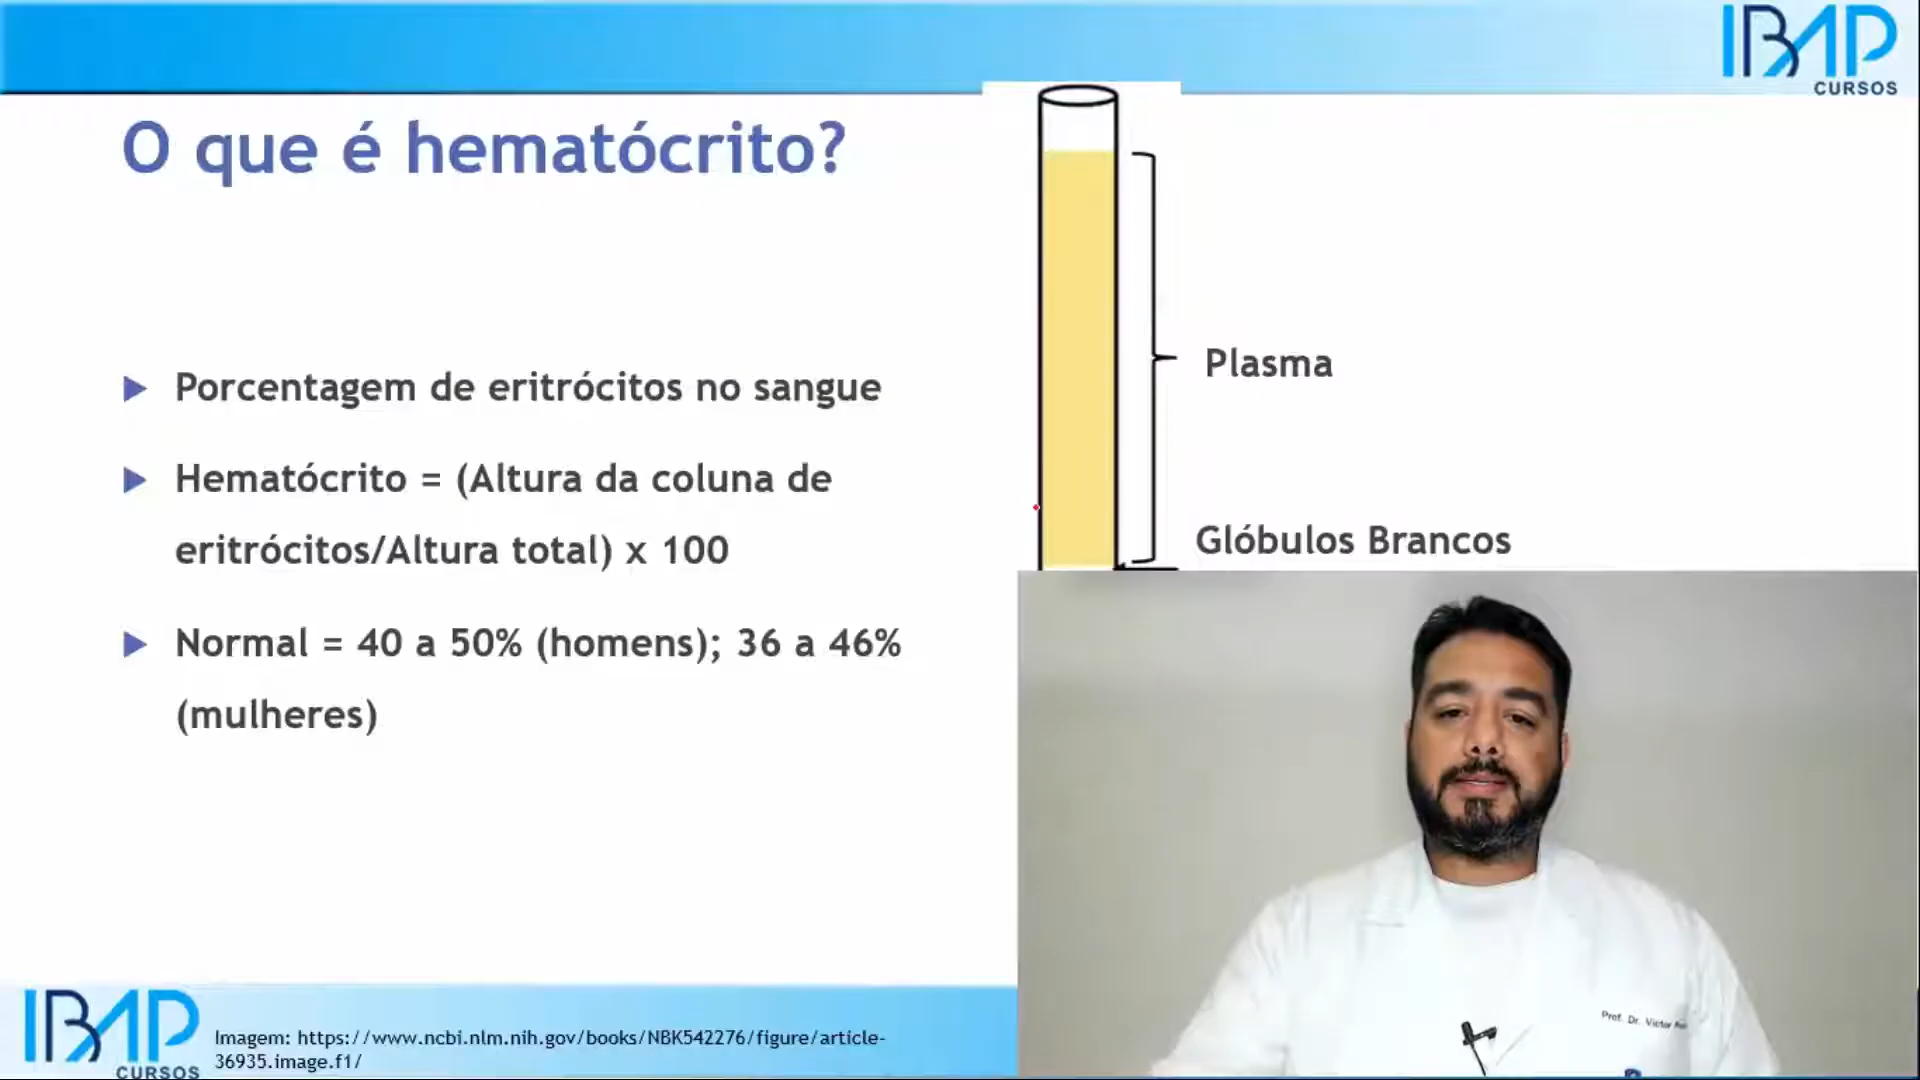 IBAP
CURSOS
O que é hematócrito?
Porcentagem de eritrócitos no sangue
Hematócrito = (Altura da coluna de
eritrócitos/Altura total) x 100
Normal = 40 a 50% (homens); 36 a 46%
(mulheres)
Plasma
Glóbulos Brancos
Prof. Dr. Victor
IBAP
CURSOS
Imagem: https://www.ncbi.nlm.nih.gov/books/NBK542276/figure/article-
36935.image.f1/